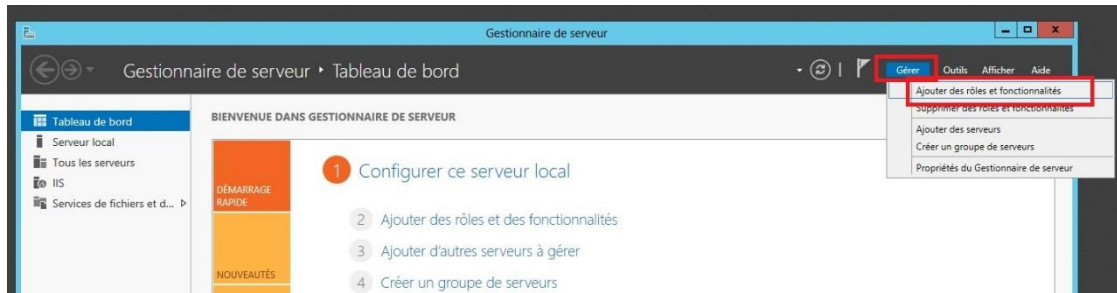 Gestionnaire de serveur
Gestionnaire de serveur ‣ Tableau de bord
Gérer Outils Afficher Aide
Ajouter des rôles et fonctionnalités
Supprimer des rôles et fonctionnalités
Ajouter des serveurs
Créer un groupe de serveurs
Propriétés du Gestionnaire de serveur
Tableau de bord
Serveur local
Tous les serveurs
IIS
Services de fichiers et d...
BIENVENUE DANS GESTIONNAIRE DE SERVEUR
DÉMARRAGE
RAPIDE
NOUVEAUTÉS
1 Configurer ce serveur local
2 Ajouter des rôles et des fonctionnalités
3 Ajouter d'autres serveurs à gérer
4 Créer un groupe de serveurs